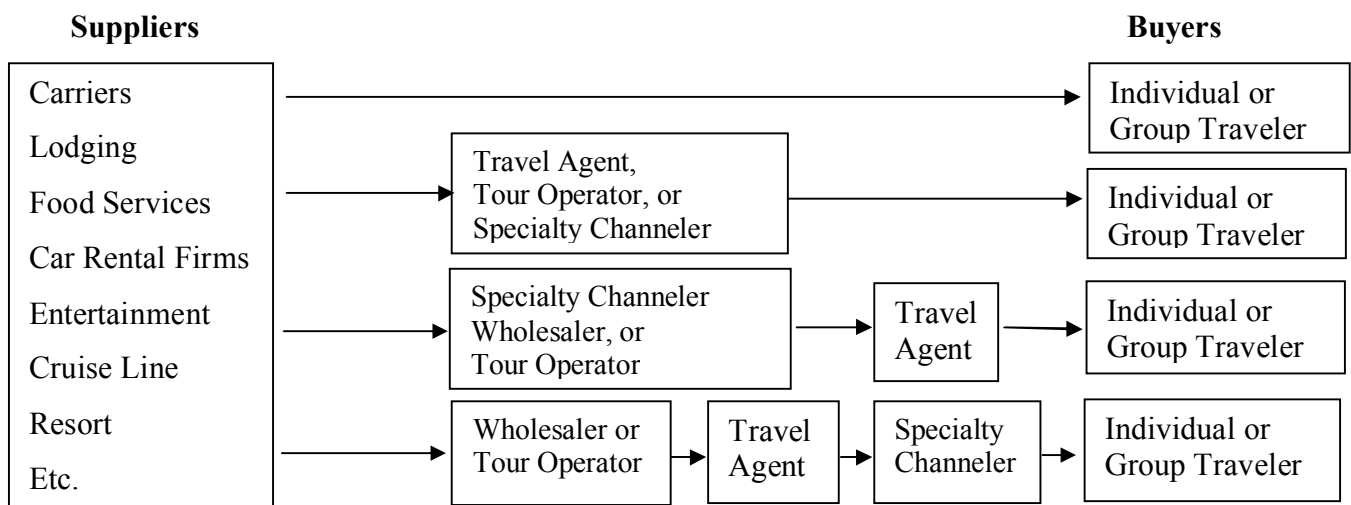 Suppliers
Buyers
Carriers
Lodging
Food Services
Car Rental Firms
Entertainment
Cruise Line
Resort
Etc.
Individual or
Group Traveler
Travel Agent,
Tour Operator, or
Specialty Channeler
Individual or
Group Traveler
Specialty Channeler
Wholesaler, or
Tour Operator
Travel
Agent
Individual or
Group Traveler
Wholesaler or
Tour Operator
Travel
Agent
Specialty
Channeler
Individual or
Group Traveler